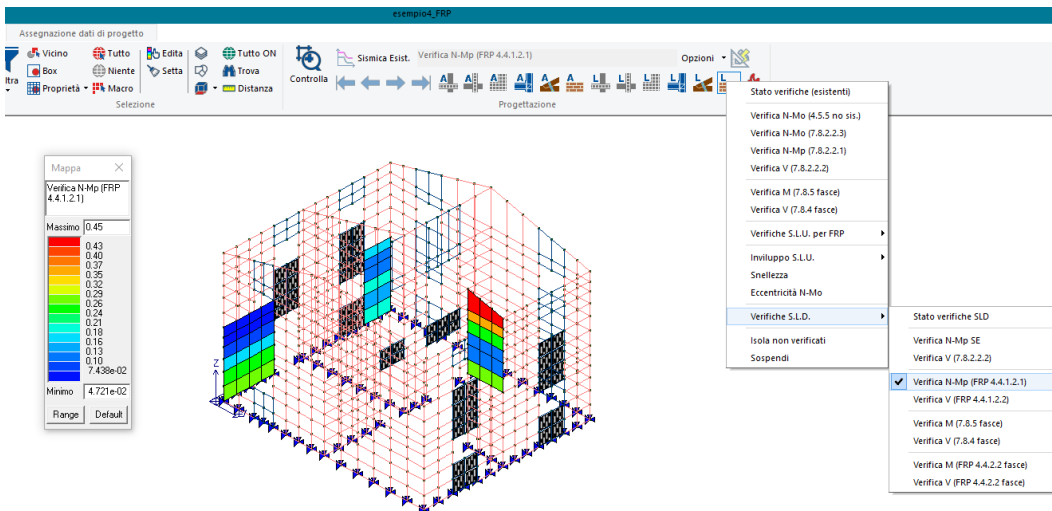 esempio4_FRP
Assegnazione dati di progetto
Vicino
Tutto
Edita
Tutto ON
Box
Niente
Setta
Trova
ltra
Proprietà
Macro
Distanza
Selezione
Controlla
Sismica Esist.
Verifica N-Mp (FRP 4.4.1.2.1)
Opzioni
L L L L L L
Progettazione
Mappa
Verifica N-Mp (FRP
4.4.1.2.1)
Massimo 0.45
0.43
0.40
0.37
0.35
0.32
0.29
0.26
0.24
0.21
0.18
0.16
0.13
0.10
7.438e-02
Minimo 4.721e-02
Range Default
Z
Stato verifiche (esistenti)
Verifica N-Mo (4.5.5 no sis.)
Verifica N-Mo (7.8.2.2.3)
Verifica N-Mp (7.8.2.2.1)
Verifica V (7.8.2.2.2)
Verifica M (7.8.5 fasce)
Verifica V (7.8.4 fasce)
Verifiche S.L.U. per FRP
Inviluppo S.L.U.
Snellezza
Eccentricità N-Mo
Verifiche S.L.D.
Isola non verificati
Sospendi
Stato verifiche SLD
Verifica N-Mp SE
Verifica V (7.8.2.2.2)
Verifica N-Mp (FRP 4.4.1.2.1)
Verifica V (FRP 4.4.1.2.2)
Verifica M (7.8.5 fasce)
Verifica V (7.8.4 fasce)
Verifica M (FRP 4.4.2.2 fasce)
Verifica V (FRP 4.4.2.2 fasce)